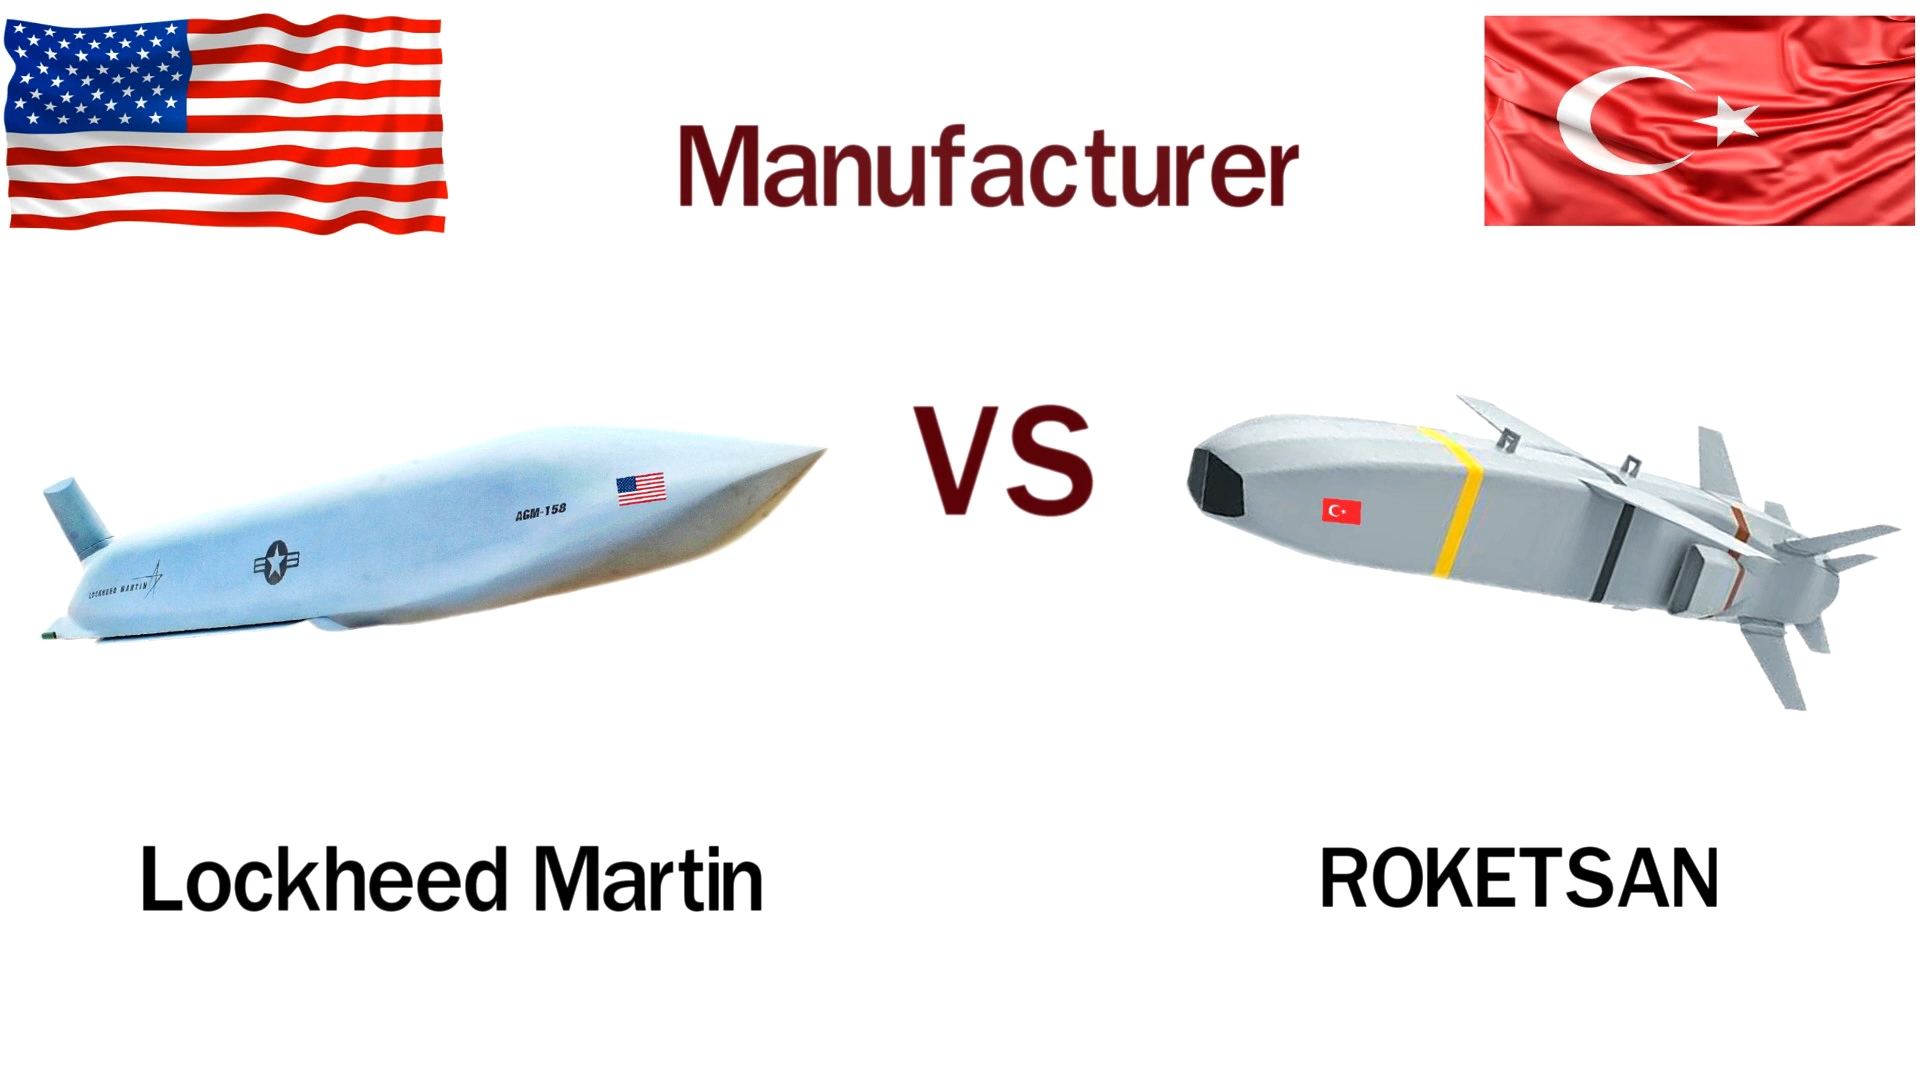 Manufacturer
VS
AGM-158
LOCKHEED MARTIN
Lockheed Martin
ROKETSAN